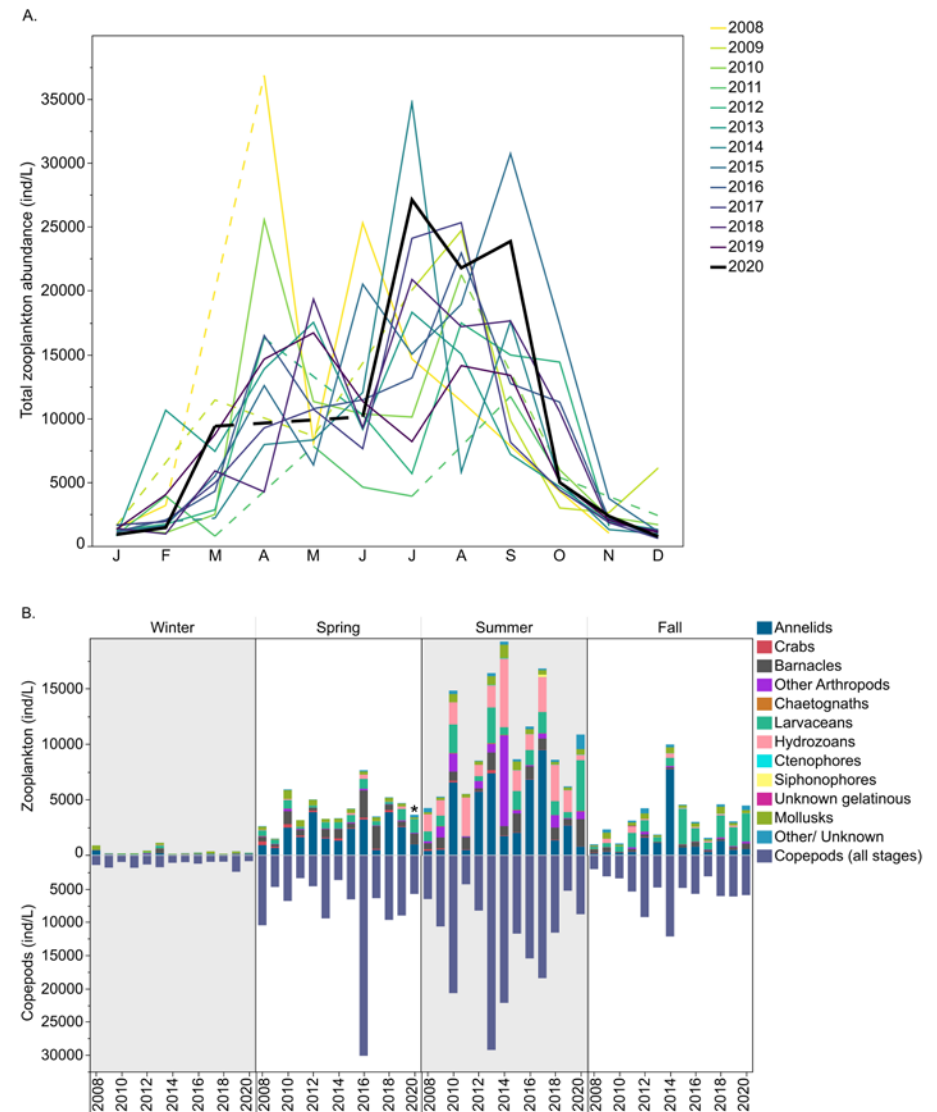 A.
Total zooplankton abundance (ind/L)
35000
30000
25000
20000
15000
10000
5000
0
J F M A M J J A S O N D
2008
2009
2010
2011
2012
2013
2014
2015
2016
2017
2018
2019
2020
B.
Winter Spring Summer Fall
Zooplankton (ind/L)
15000
10000
5000
0
Copepods (ind/L)
5000
10000
15000
20000
25000
30000
*
2008 2010 2012 2014 2016 2018 2020 2008 2010 2012 2014 2016 2018 2020 2008 2010 2012 2014 2016 2018 2020 2008 2010 2012 2014 2016 2018 2020
Annelids
Crabs
Barnacles
Other Arthropods
Chaetognaths
Larvaceans
Hydrozoans
Ctenophores
Siphonophores
Unknown gelatinous
Mollusks
Other/ Unknown
Copepods (all stages)